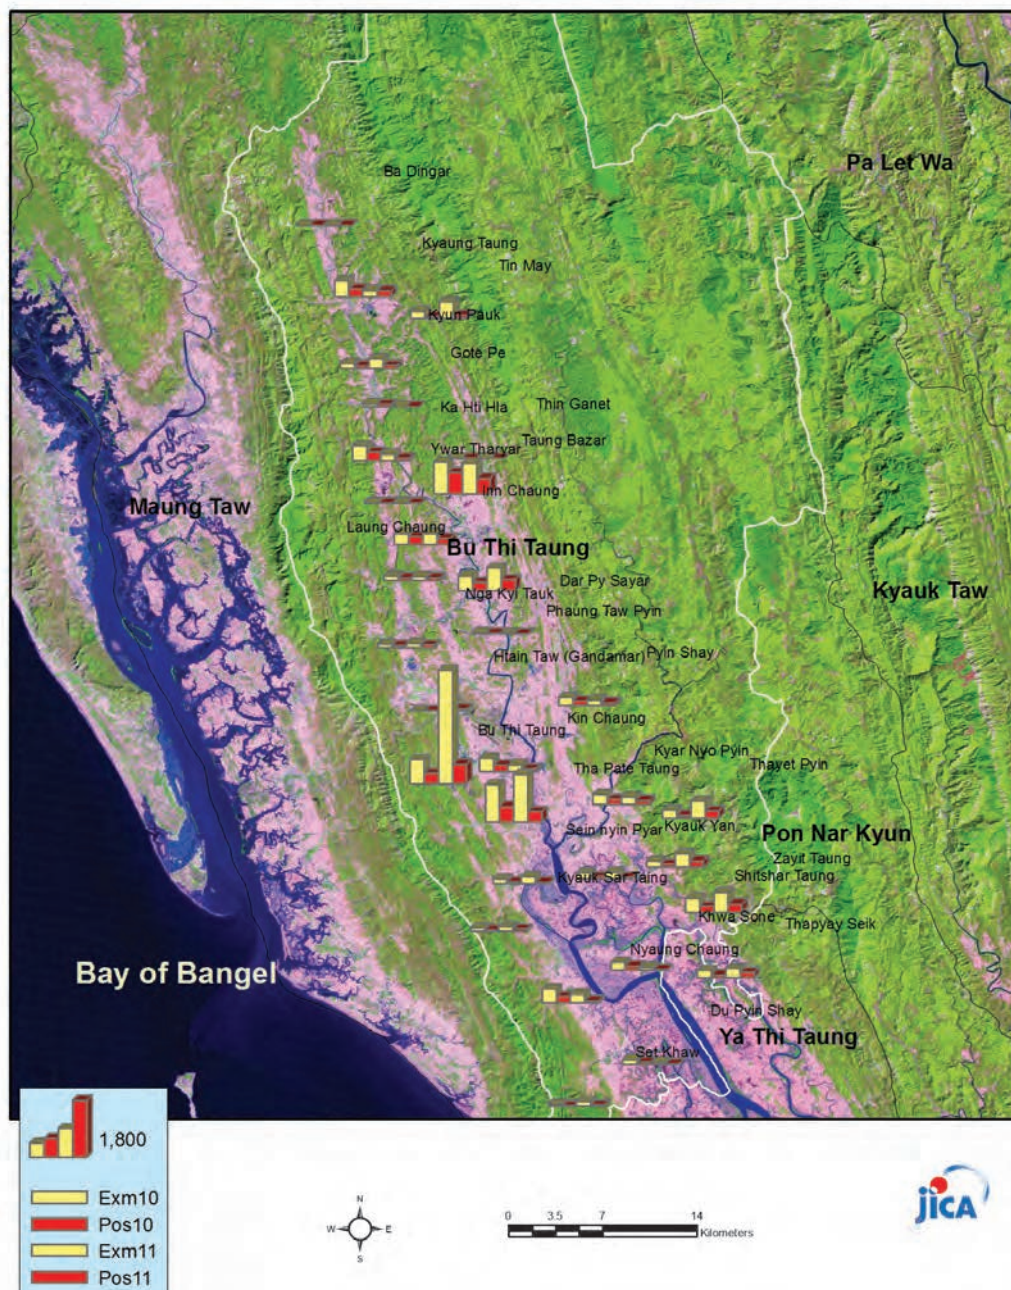 Pa Let Wa
Ba Dingar
Kyaung Taung
Tin May
Kyun Pauk
Gote Pe
Ka Hti Hla
Thin Ganet
Taung Bazar
Ywar Tharyar
Inn Chaung
Maung Taw
Laung Chaung
Bu Thi Taung
Dar Py Sayar
Kyauk Taw
Nga Kyi Tauk
Phaung Taw Pyin
Htain Taw (Gandamar)
Pyin Shay
Kin Chaung
Bu Thi Taung
Kyar Nyo Pyin
Tha Pate Taung
Thayet Pyin
Sein nyin Pyar
Kyauk Yan
Pon Nar Kyun
Zayit Taung
Shitshar Taung
Kyauk Sar Taing
Khwa Sone
Thapyay Seik
Nyaung Chaung
Bay of Bangel
Du Pyin Shay
Ya Thi Taung
Set Khaw
1,800
Exm10
Pos10
Exm11
Pos11
N
W E
S
0 3.5 7 14
Kilometers
jICA